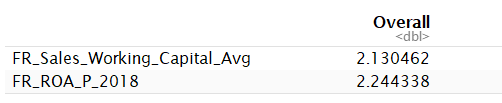 Overall
<dbl>
FR_Sales_Working_Capital_Avg 2.130462
FR_ROA_P_2018 2.244338